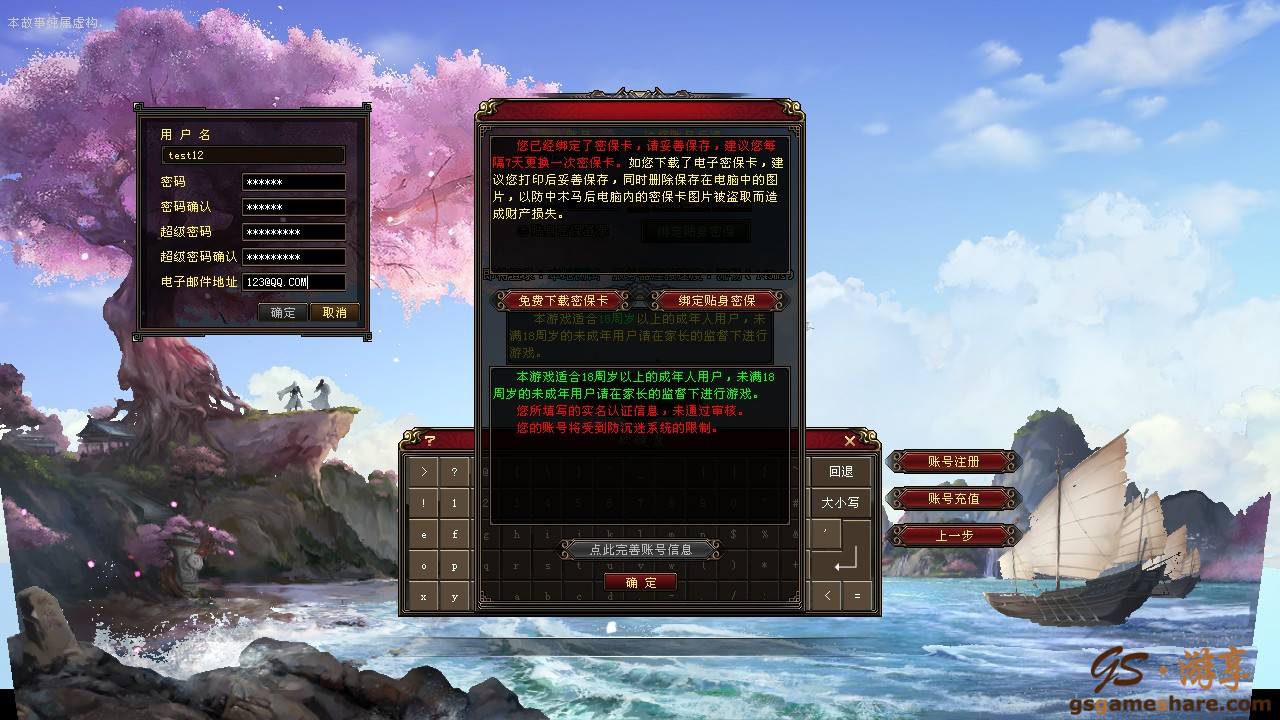 本故事纯属虚构.
用户名
test12
密码
******
密码确认
******
超级密码
*********
超级密码确认
*********
电子邮件地址
123@QQ.COM
确定
取消
您已经绑定了密保卡，请妥善保存，建议您每
隔7天更换一次密保卡。如您下载了电子密保卡，建
议您打印后妥善保存，同时删除保存在电脑中的图
片，以防中木马后电脑内的密保卡图片被盗取而造
成财产损失。
绑定贴身密保
免费下载密保卡
绑定贴身密保
本游戏适合18周岁以上的成年人用户，未
满18周岁的未成年用户请在家长的监督下进行
游戏。
本游戏适合18周岁以上的成年人用户，未满18
周岁的未成年用户请在家长的监督下进行游戏。
您所填写的实名认证信息，未通过审核。
您的账号将受到防沉迷系统的限制。
点此完善账号信息
确定
?
> ?
! 1
e f
o p
x y
回退
大小写
'
< =
账号注册
账号充值
上一步
GS·游享
gsgameshare.com